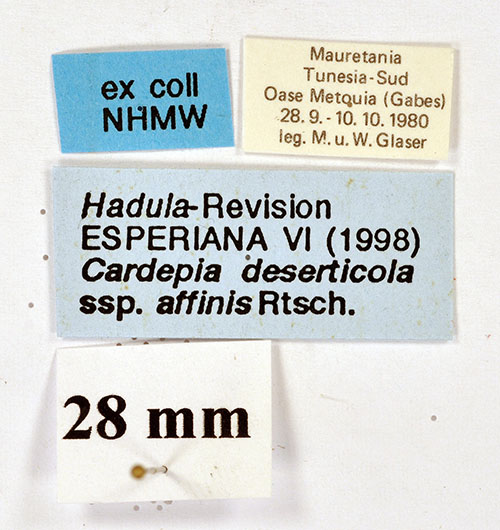 ex coll
NHMW
Mauretania
Tunesia-Sud
Oase Metquia (Gabes)
28. 9. - 10. 10. 1980
leg. M. u. W. Glaser
Hadula-Revision
ESPERIANA VI (1998)
Cardepia deserticola
ssp. affinis Rtsch.
28 mm